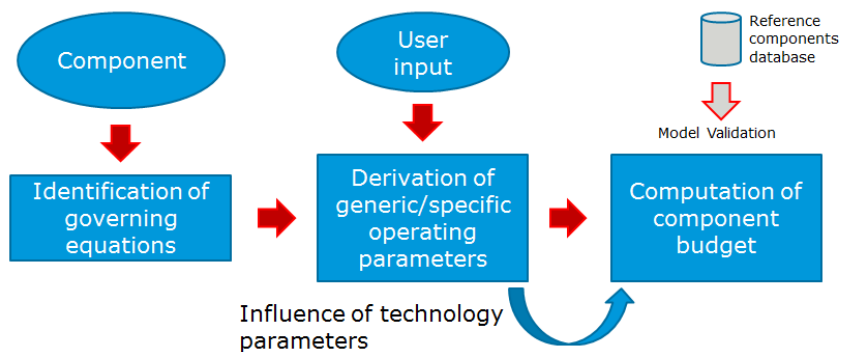 Component
User
input
Reference
components
database
Model Validation
Identification of
governing
equations
Derivation of
generic/specific
operating
parameters
Computation of
component
budget
Influence of technology
parameters